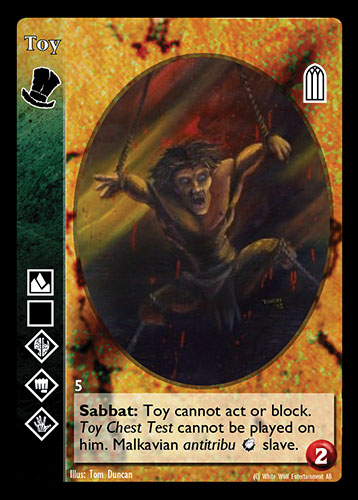 Toy
5
Sabbat: Toy cannot act or block.
Toy Chest Test cannot be played on
him. Malkavian antitribu slave.
2
Illus: Tom Duncan
(C) White Wolf Entertainment AB